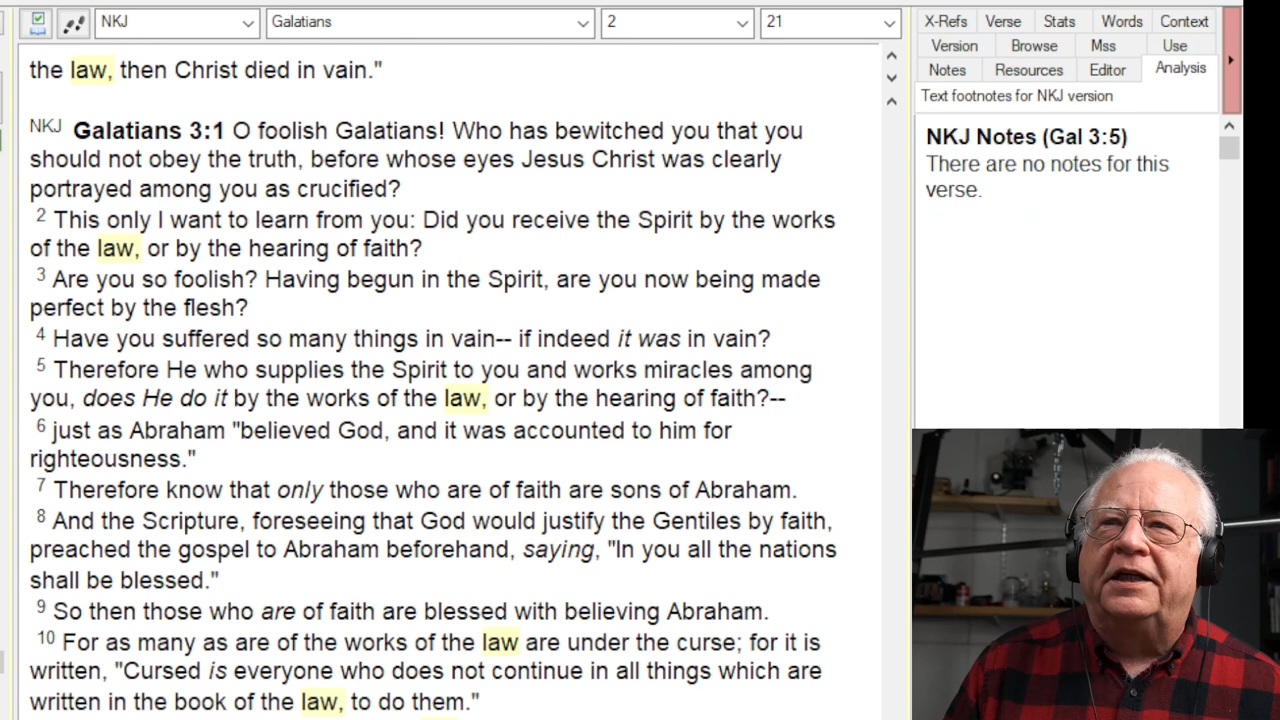 NKJ Galatians 2 21
X-Refs Verse Stats Words Context
Version Browse Mss Use
Notes Resources Editor Analysis
Text footnotes for NKJ version
NKJ Notes (Gal 3:5)
There are no notes for this
verse.
the law, then Christ died in vain."
NKJ Galatians 3:1 O foolish Galatians! Who has bewitched you that you
should not obey the truth, before whose eyes Jesus Christ was clearly
portrayed among you as crucified?
2 This only I want to learn from you: Did you receive the Spirit by the works
of the law, or by the hearing of faith?
3 Are you so foolish? Having begun in the Spirit, are you now being made
perfect by the flesh?
4 Have you suffered so many things in vain-- if indeed it was in vain?
5 Therefore He who supplies the Spirit to you and works miracles among
you, does He do it by the works of the law, or by the hearing of faith?--
6 just as Abraham "believed God, and it was accounted to him for
righteousness."
7 Therefore know that only those who are of faith are sons of Abraham.
8 And the Scripture, foreseeing that God would justify the Gentiles by faith,
preached the gospel to Abraham beforehand, saying, "In you all the nations
shall be blessed."
9 So then those who are of faith are blessed with believing Abraham.
10 For as many as are of the works of the law are under the curse; for it is
written, "Cursed is everyone who does not continue in all things which are
written in the book of the law, to do them."